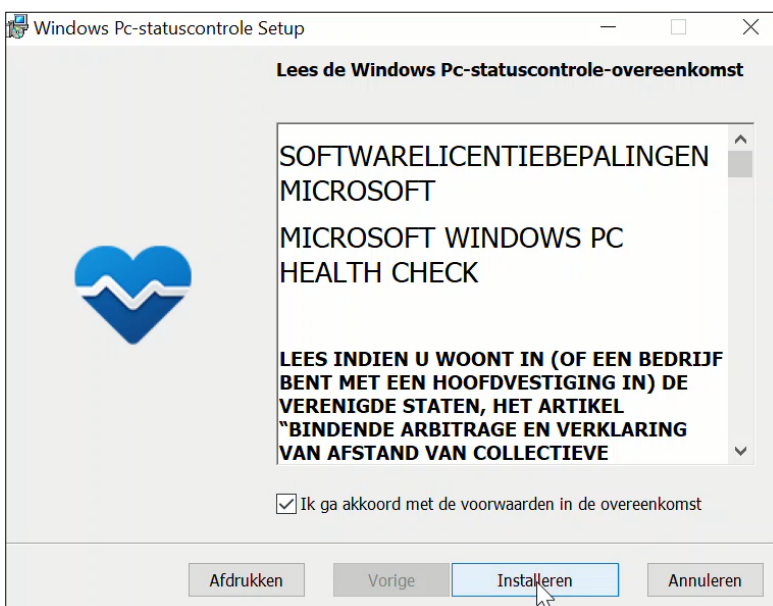 Windows Pc-statuscontrole Setup
Lees de Windows Pc-statuscontrole-overeenkomst
SOFTWARELICENTIEBEPALINGEN
MICROSOFT
MICROSOFT WINDOWS PC
HEALTH CHECK
LEES INDIEN U WOONT IN (OF EEN BEDRIJF
BENT MET EEN HOOFDVESTIGING IN) DE
VERENIGDE STATEN, HET ARTIKEL
“BINDENDE ARBITRAGE EN VERKLARING
VAN AFSTAND VAN COLLECTIEVE
Ik ga akkoord met de voorwaarden in de overeenkomst
Afdrukken Vorige Installeren Annuleren